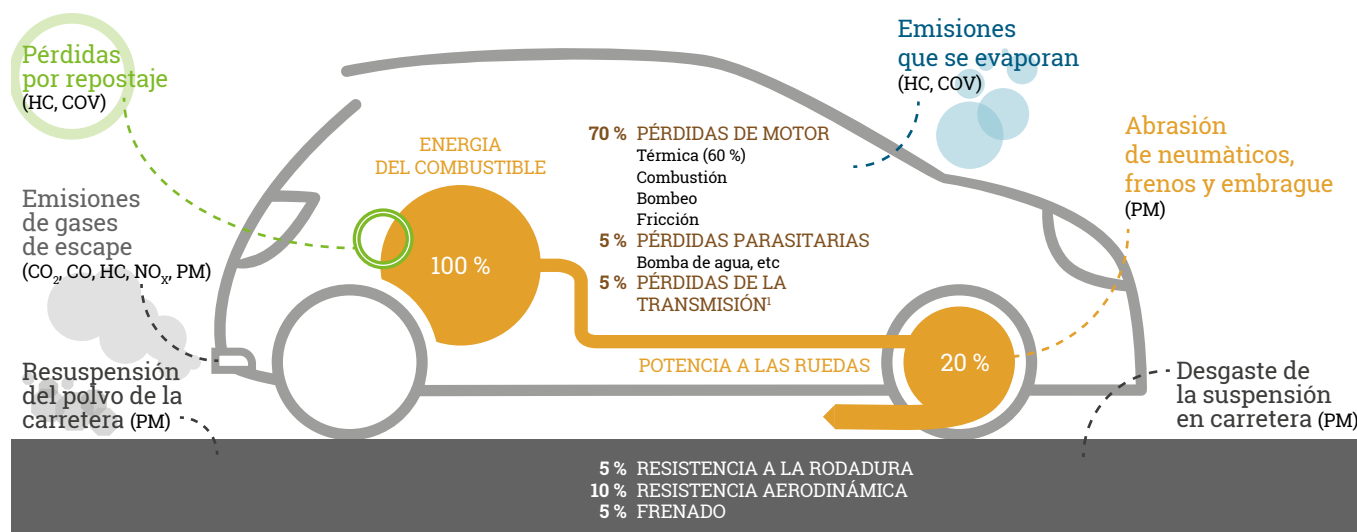 Pérdidas
por repostaje
(HC, COV)
Emisiones
de gases
de escape
(CO₂, CO, HC, NOₓ, PM)
Resuspensión
del polvo de la
carretera (PM)
ENERGIA
DEL COMBUSTIBLE
100 %
70 % PÉRDIDAS DE MOTOR
Térmica (60 %)
Combustión
Bombeo
Fricción
5 % PÉRDIDAS PARASITARIAS
Bomba de agua, etc
5 % PÉRDIDAS DE LA
TRANSMISIÓN¹
POTENCIA A LAS RUEDAS
20 %
Emisiones
que se evaporan
(HC, COV)
Abrasión
de neumàticos,
frenos y embrague
(PM)
Desgaste de
la suspensión
en carretera (PM)
5 % RESISTENCIA A LA RODADURA
10 % RESISTENCIA AERODINÁMICA
5 % FRENADO